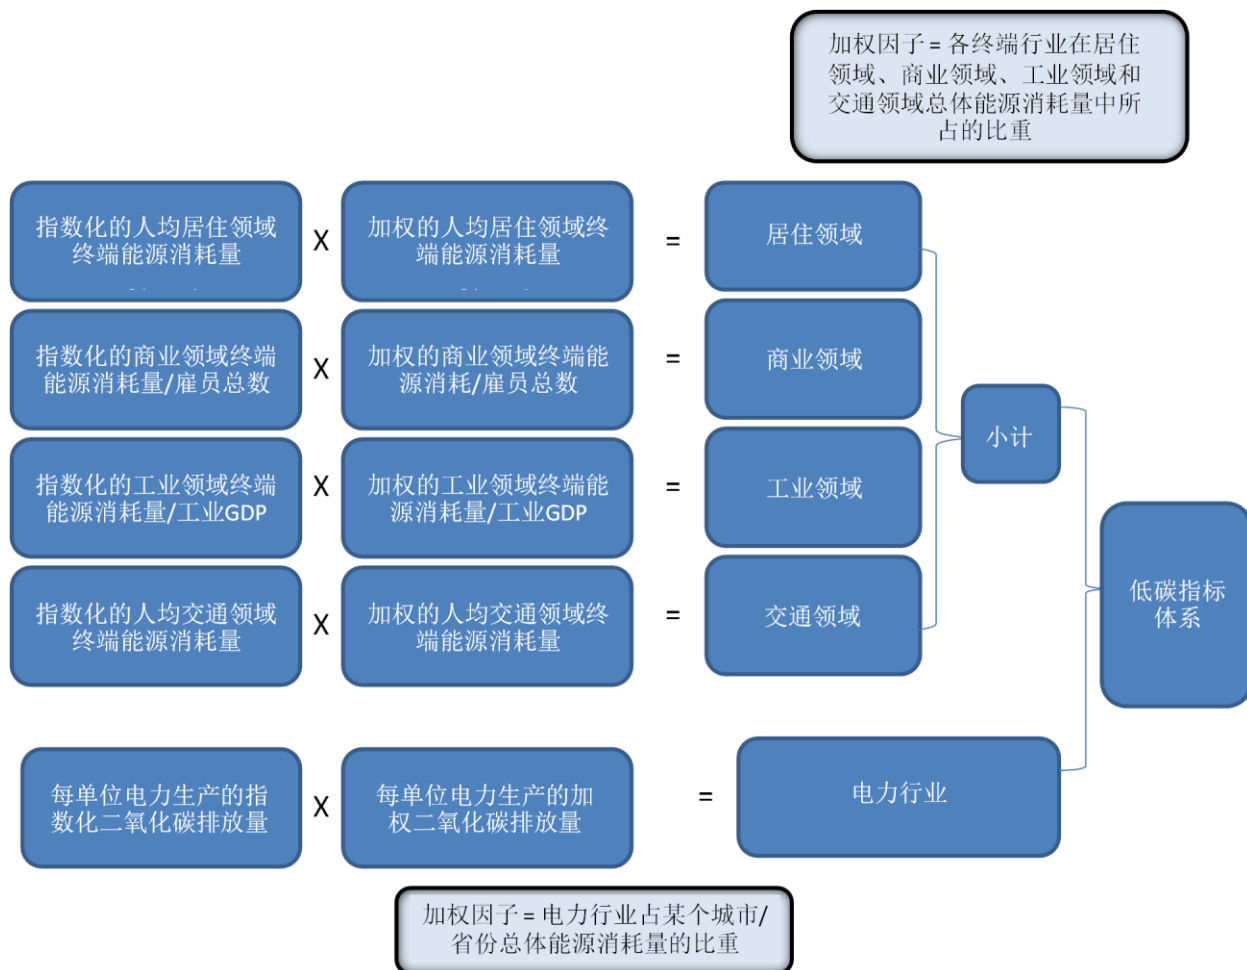 加权因子 = 各终端行业在居住
领域、商业领域、工业领域和
交通领域总体能源消耗量中所
占的比重
指数化的人均居住领域
终端能源消耗量
X
加权的人均居住领域终
端能源消耗量
=
居住领域
指数化的商业领域终端
能源消耗量/雇员总数
X
加权的商业领域终端能
源消耗/雇员总数
=
商业领域
小计
指数化的工业领域终端
能源消耗量/工业GDP
X
加权的工业领域终端能
源消耗量/工业GDP
=
工业领域
指数化的人均交通领域
终端能源消耗量
X
加权的人均交通领域终
端能源消耗量
=
交通领域
低碳指标
体系
每单位电力生产的指
数化二氧化碳排放量
X
每单位电力生产的加
权二氧化碳排放量
=
电力行业
加权因子 = 电力行业占某个城市/
省份总体能源消耗量的比重